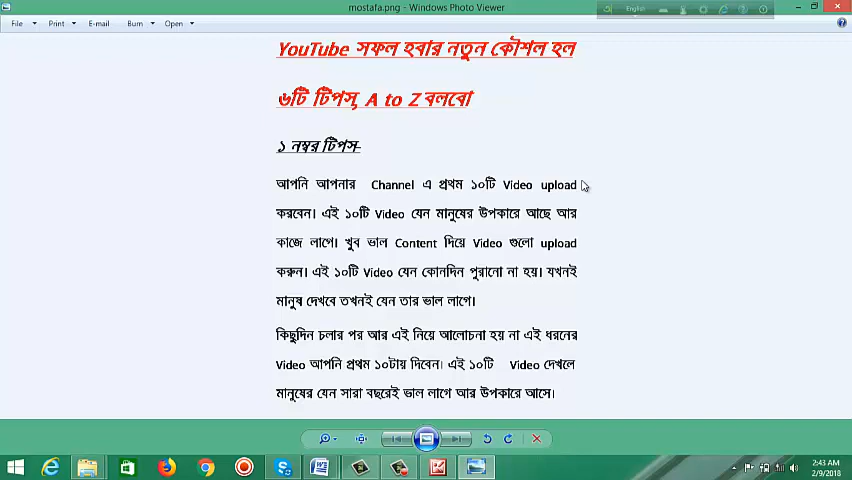 mostafa.png - Windows Photo Viewer
English
File Print E-mail Burn Open
YouTube সফল হবার নতুন কৌশল হল
৬টি টিপস, A to Z বলবো
১ নম্বর টিপস-
আপনি আপনার Channel এ প্রথম ১০টি Video upload
করবেন। এই ১০টি Video যেন মানুষের উপকারে আছে আর
কাজে লাগে। খুব ভাল Content দিয়ে Video গুলো upload
করুন। এই ১০টি Video যেন কোনদিন পুরানো না হয়। যখনই
মানুষ দেখবে তখনই যেন তার ভাল লাগে।
কিছুদিন চলার পর আর এই নিয়ে আলোচনা হয় না এই ধরনের
Video আপনি প্রথম ১০টায় দিবেন। এই ১০টি Video দেখলে
মানুষের যেন সারা বছরেই ভাল লাগে আর উপকারে আসে।
2:43 AM
2/9/2018